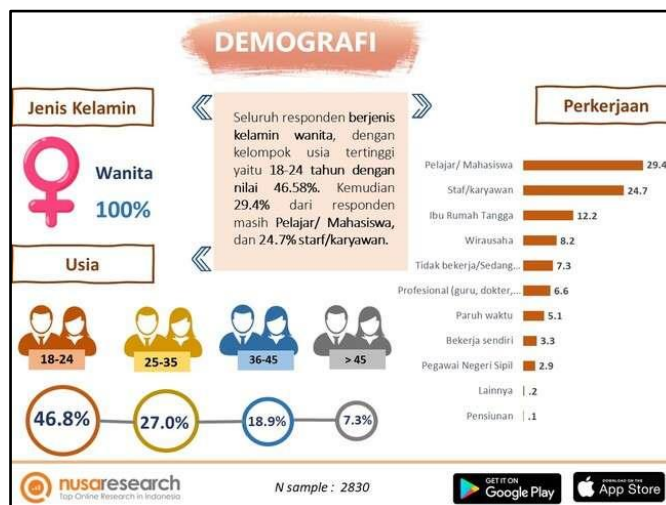 DEMOGRAFI
Jenis Kelamin
Wanita
100%
Seluruh responden berjenis
kelamin wanita, dengan
kelompok usia tertinggi
yaitu 18-24 tahun dengan
nilai 46.58%. Kemudian
29.4% dari responden
masih Pelajar/ Mahasiswa,
dan 24.7% starf/karyawan.
Usia
18-24
25-35
36-45
> 45
46.8%
27.0%
18.9%
7.3%
Perkerjaan
Pelajar/ Mahasiswa 29.4
Staf/karyawan 24.7
Ibu Rumah Tangga 12.2
Wirausaha 8.2
Tidak bekerja/Sedang... 7.3
Profesional (guru, dokter,... 6.6
Paruh waktu 5.1
Bekerja sendiri 3.3
Pegawai Negeri Sipil 2.9
Lainnya .2
Pensiunan .1
nusaresearch
Top Online Research in Indonesia
N sample : 2830
GET IT ON
Google Play
DOWNLOAD ON THE
App Store